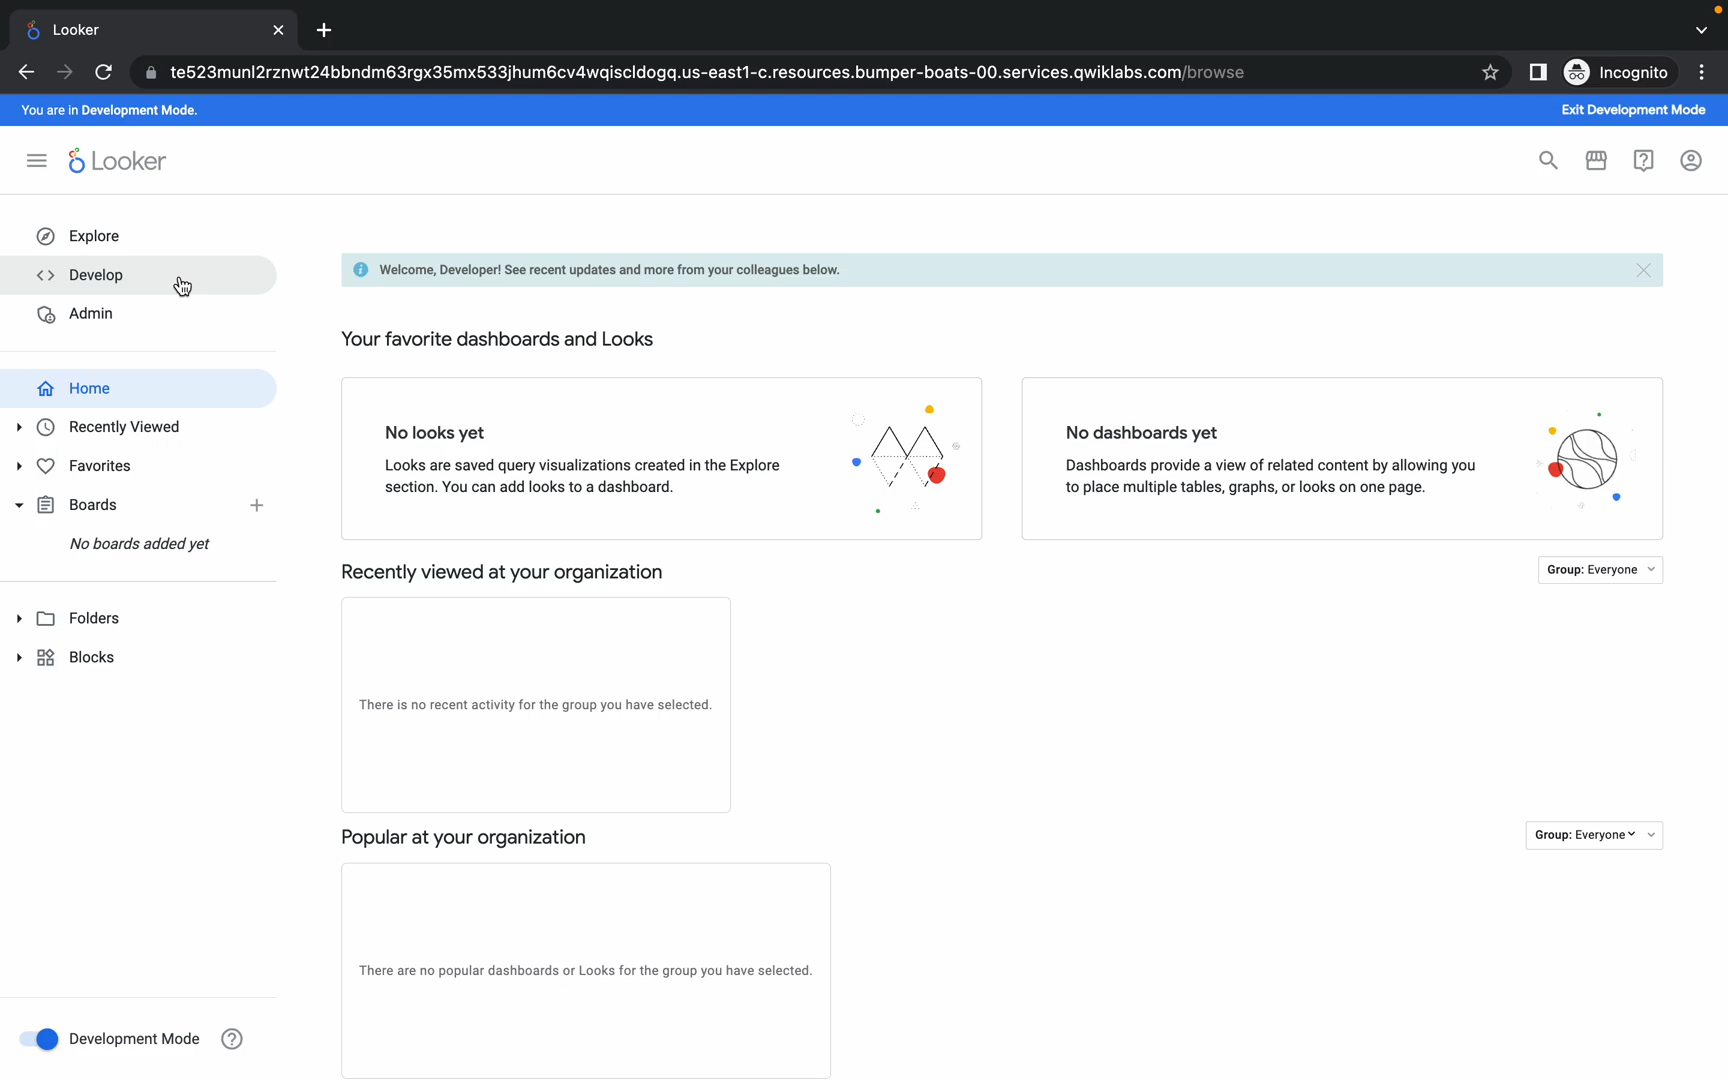 Looker
te523munl2rznwt24bbndm63rgx35mx533jhum6cv4wqiscldogq.us-east1-c.resources.bumper-boats-00.services.qwiklabs.com/browse
Incognito
You are in Development Mode.
Exit Development Mode
Looker
Explore
Develop
Admin
Home
Recently Viewed
Favorites
Boards
No boards added yet
Folders
Blocks
Development Mode
Welcome, Developer! See recent updates and more from your colleagues below.
Your favorite dashboards and Looks
No looks yet
Looks are saved query visualizations created in the Explore
section. You can add looks to a dashboard.
No dashboards yet
Dashboards provide a view of related content by allowing you
to place multiple tables, graphs, or looks on one page.
Recently viewed at your organization
Group: Everyone
There is no recent activity for the group you have selected.
Popular at your organization
Group: Everyone
There are no popular dashboards or Looks for the group you have selected.